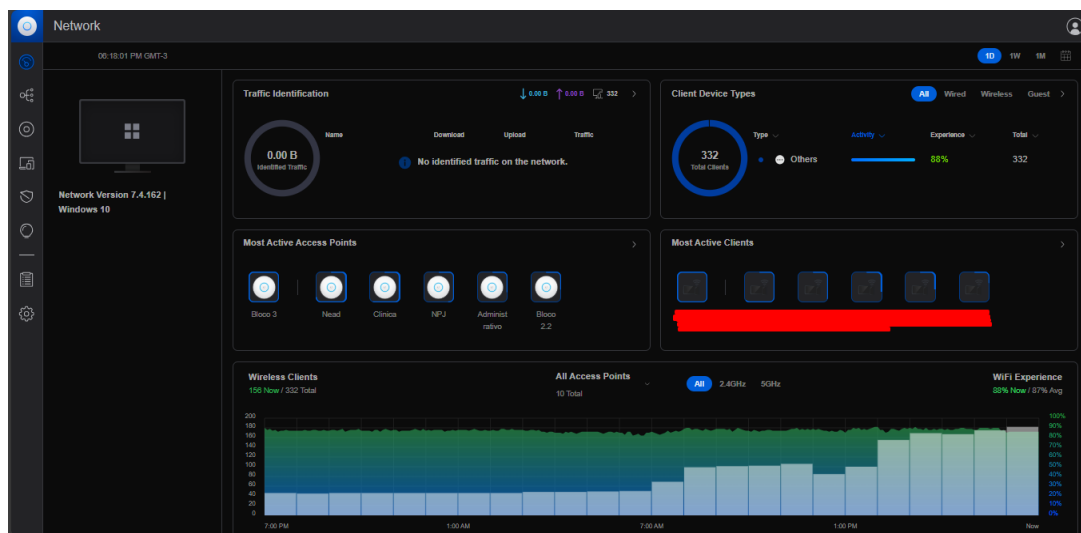 Network
06:18:01 PM GMT-3
1D 1W 1M
Network Version 7.4.162 |
Windows 10
Traffic Identification
0.00 B 0.00 B 332
Name Download Upload Traffic
0.00 B
Identified Traffic
No identified traffic on the network.
Client Device Types
All Wired Wireless Guest
Type Activity Experience Total
332
Total Clients
Others 88% 332
Most Active Access Points
Bloco 3 Nead Clínica NPJ Administ
rativo Bloco
2.2
Most Active Clients
Wireless Clients
156 Now / 332 Total
All Access Points
10 Total
All 2.4GHz 5GHz
WiFi Experience
88% Now / 87% Avg
200 100%
180 90%
160 80%
140 70%
120 60%
100 50%
80 40%
60 30%
40 20%
20 10%
0 0%
7:00 PM 1:00 AM 7:00 AM 1:00 PM Now